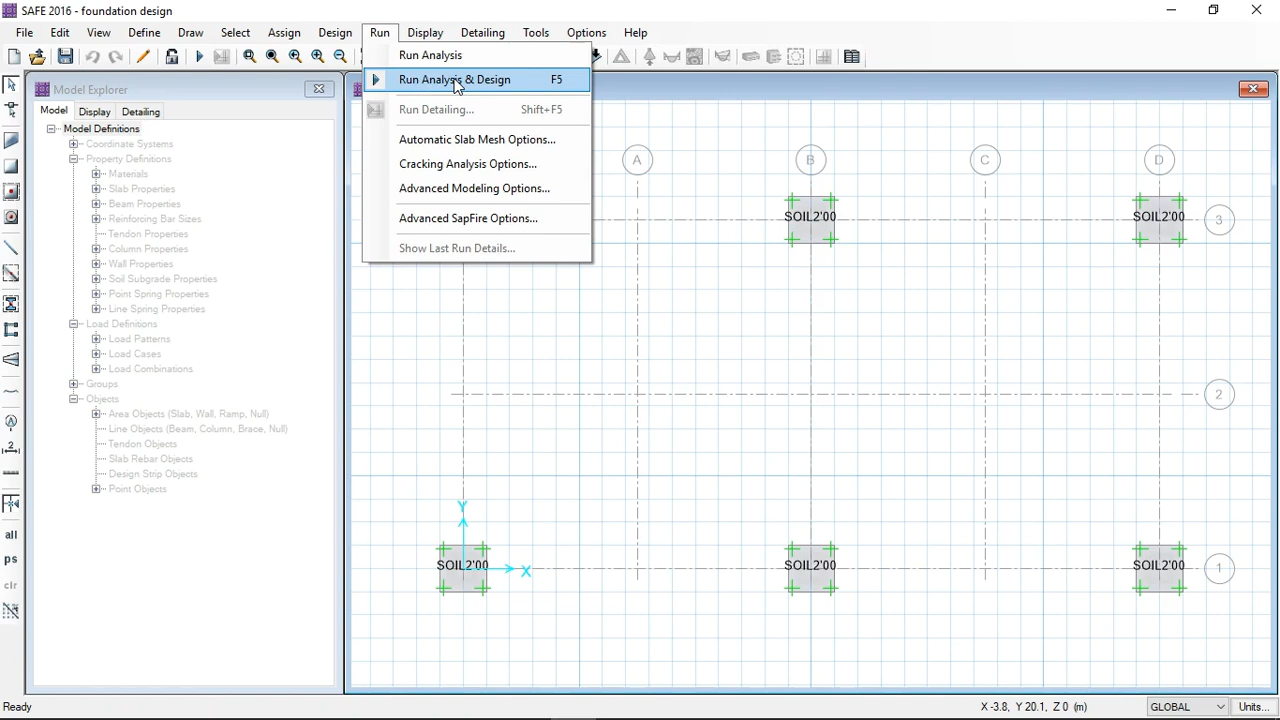 SAFE 2016 - foundation design
File Edit View Define Draw Select Assign Design Run Display Detailing Tools Options Help
Run Analysis
Run Analysis & Design F5
Run Detailing... Shift+F5
Automatic Slab Mesh Options...
Cracking Analysis Options...
Advanced Modeling Options...
Advanced SapFire Options...
Show Last Run Details...
Model Explorer
Model Display Detailing
Model Definitions
Coordinate Systems
Property Definitions
Materials
Slab Properties
Beam Properties
Reinforcing Bar Sizes
Tendon Properties
Column Properties
Wall Properties
Soil Subgrade Properties
Point Spring Properties
Line Spring Properties
Load Definitions
Load Patterns
Load Cases
Load Combinations
Groups
Objects
Area Objects (Slab, Wall, Ramp, Null)
Line Objects (Beam, Column, Brace, Null)
Tendon Objects
Slab Rebar Objects
Design Strip Objects
Point Objects
all
ps
clr
A B C D
SOIL2'00 SOIL2'00 3
2
Y
SOIL2'00 X SOIL2'00 SOIL2'00 1
Ready
X -3.8, Y 20.1, Z 0 (m)
GLOBAL
Units...